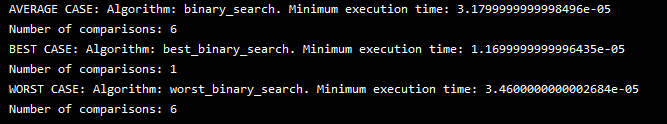 AVERAGE CASE: Algorithm: binary_search. Minimum execution time: 3.1799999999998496e-05
Number of comparisons: 6
BEST CASE: Algorithm: best_binary_search. Minimum execution time: 1.1699999999996435e-05
Number of comparisons: 1
WORST CASE: Algorithm: worst_binary_search. Minimum execution time: 3.4600000000002684e-05
Number of comparisons: 6